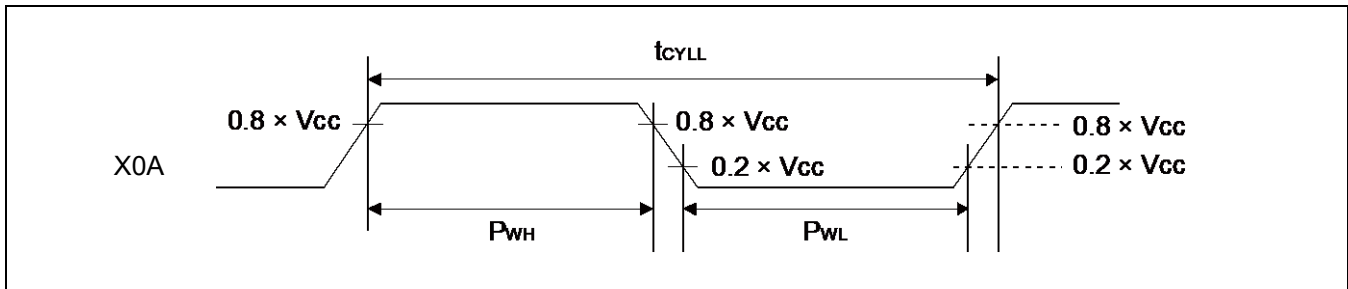 tCYLL
0.8 × Vcc
0.8 × Vcc
0.8 × Vcc
X0A
0.2 × Vcc
0.2 × Vcc
PWH
PWL